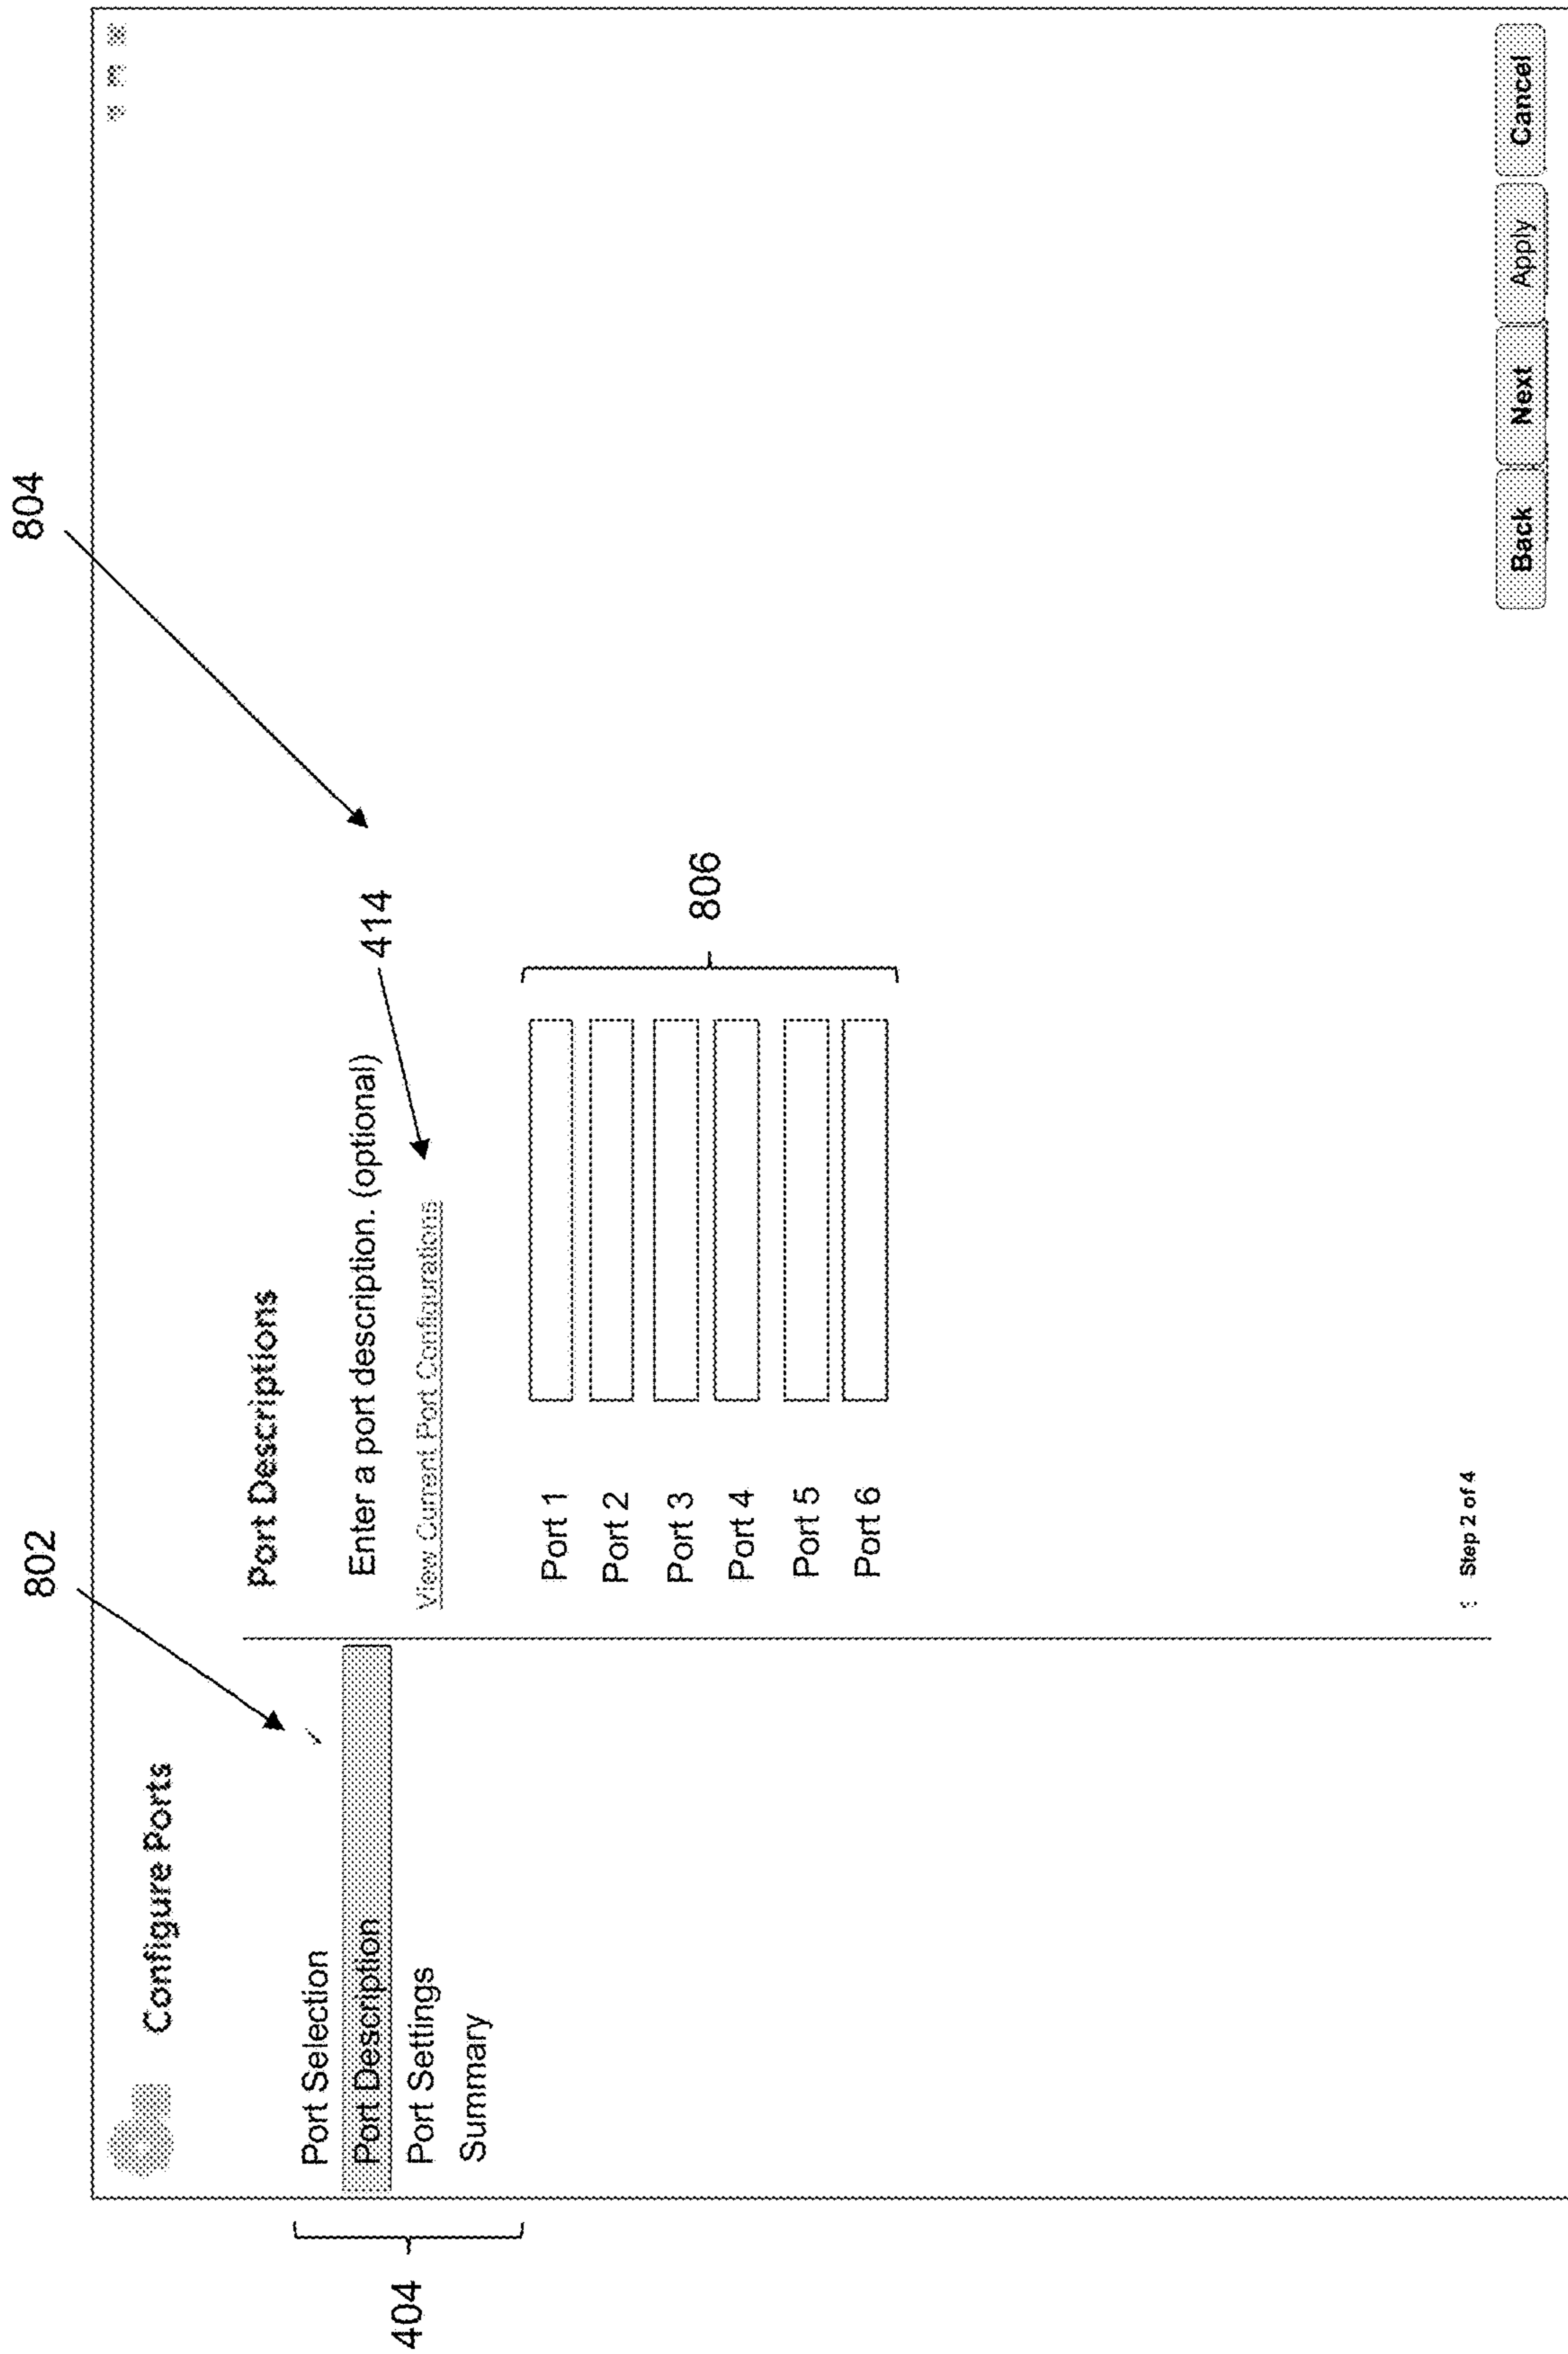 802
804
Configure Ports
Port Descriptions
404
Port Selection
Port Description
Port Settings
Summary
Enter a port description. (optional)
414
View Current Port Configurations
Port 1
Port 2
Port 3
Port 4
Port 5
Port 6
806
Step 2 of 4
Back
Next
Apply
Cancel